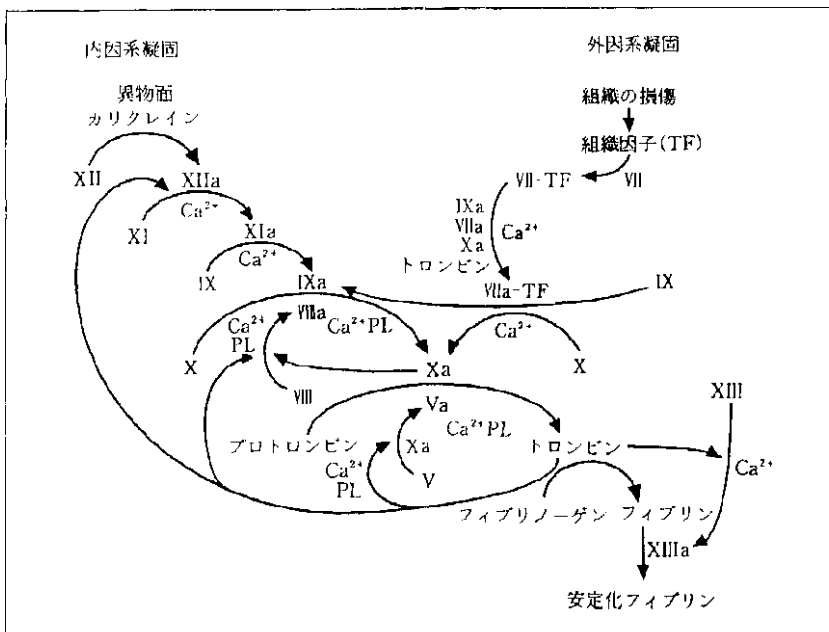 内因系凝固
外因系凝固
異物面
カリクレイン
組織の損傷
組織因子(TF)
XII
XIIa
Ca²⁺
VII-TF
VII
XI
XIa
Ca²⁺
IXa
VIIa
Xa
トロンビン
Ca²⁺
IX
IXa
VIIa-TF
IX
Ca²⁺
PL
VIIIa
Ca²⁺PL
Ca²⁺
X
Xa
X
VIII
XIII
Va
Ca²⁺PL
プロトロンビン
Xa
トロンビン
Ca²⁺
PL
V
Ca²⁺
フィブリノーゲン
フィブリン
XIIIa
安定化フィブリン